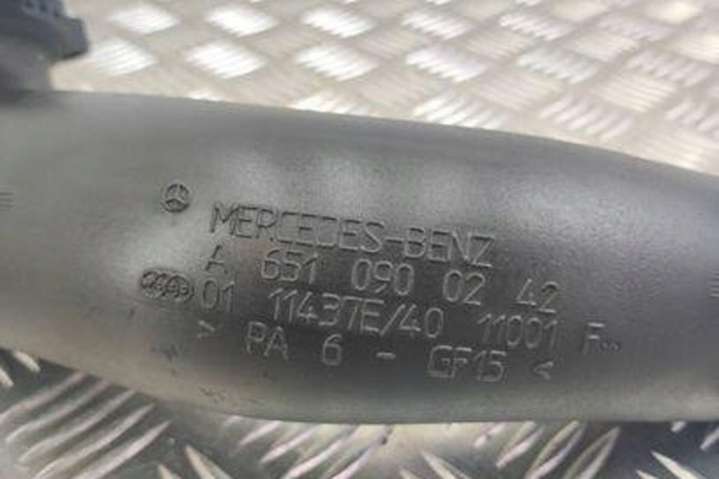 MERCEDES-BENZ
A 651 090 02 42
01 11437E/40 11001 F
> PA 6 - GF15 <